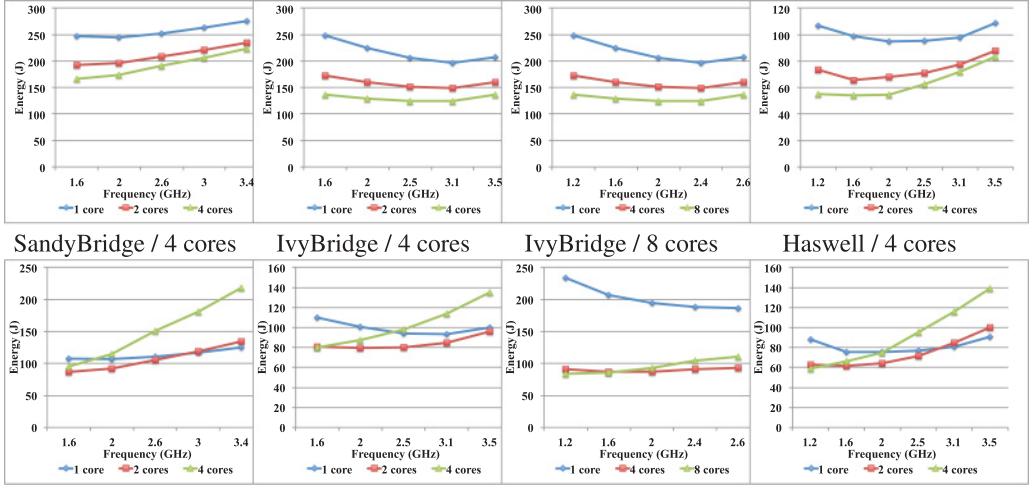 300
250
200
150
100
50
0
Energy (J)
1.6 2 2.6 3 3.4
Frequency (GHz)
1 core 2 cores 4 cores
300
250
200
150
100
50
0
Energy (J)
1.6 2 2.5 3.1 3.5
Frequency (GHz)
1 core 2 cores 4 cores
300
250
200
150
100
50
0
Energy (J)
1.2 1.6 2 2.4 2.6
Frequency (GHz)
1 core 4 cores 8 cores
120
100
80
60
40
20
0
Energy (J)
1.2 1.6 2 2.5 3.1 3.5
Frequency (GHz)
1 core 2 cores 4 cores
SandyBridge / 4 cores IvyBridge / 4 cores IvyBridge / 8 cores Haswell / 4 cores
250
200
150
100
50
0
Energy (J)
1.6 2 2.6 3 3.4
Frequency (GHz)
1 core 2 cores 4 cores
160
140
120
100
80
60
40
20
0
Energy (J)
1.6 2 2.5 3.1 3.5
Frequency (GHz)
1 core 2 cores 4 cores
250
200
150
100
50
0
Energy (J)
1.2 1.6 2 2.4 2.6
Frequency (GHz)
1 core 4 cores 8 cores
160
140
120
100
80
60
40
20
0
Energy (J)
1.2 1.6 2 2.5 3.1 3.5
Frequency (GHz)
1 core 2 cores 4 cores